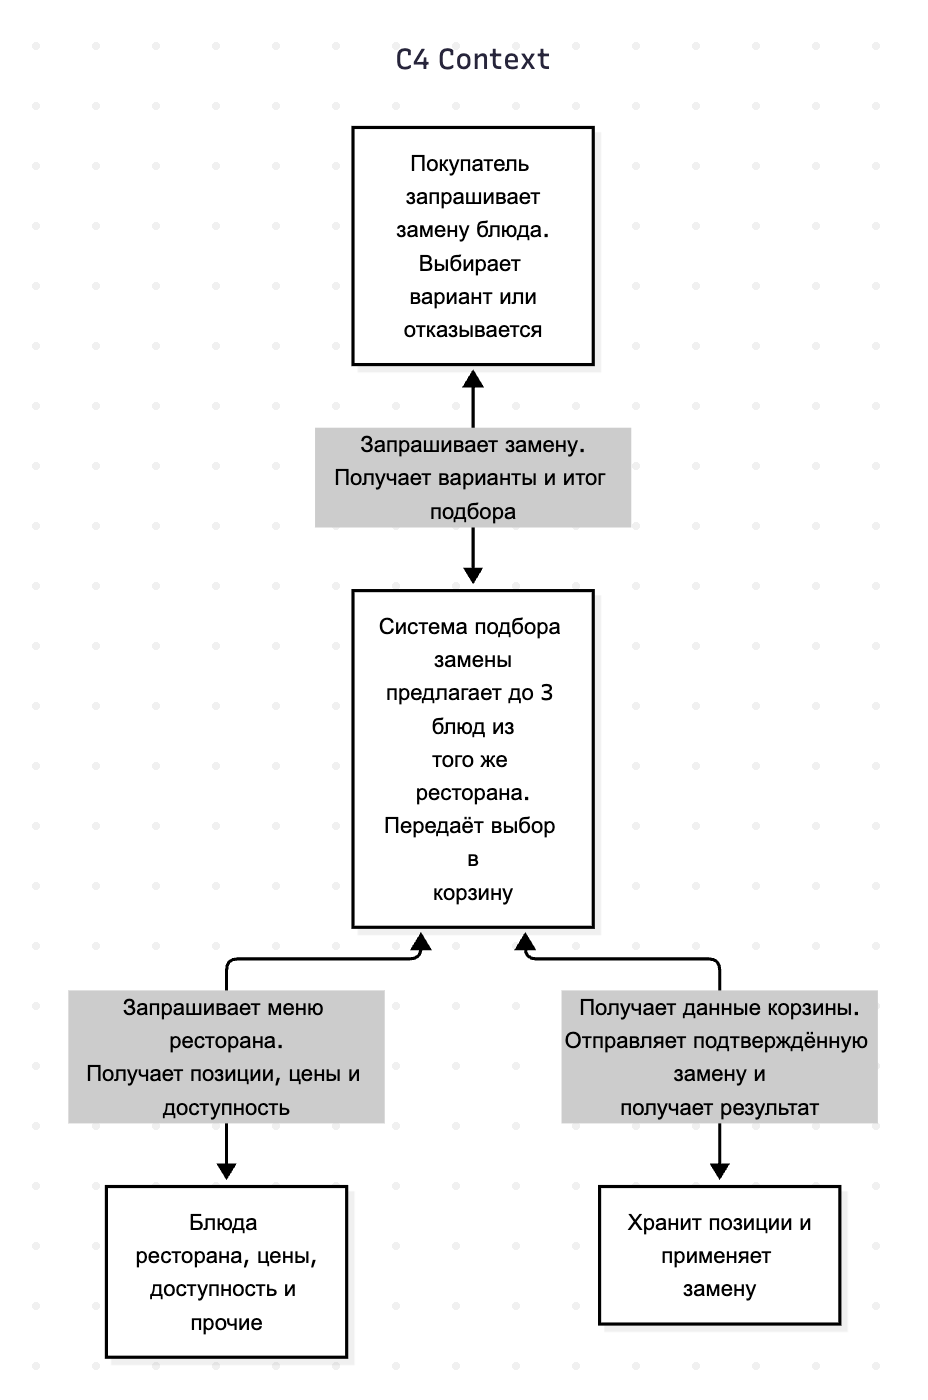 C4 Context
Покупатель
запрашивает
замену блюда.
Выбирает
вариант или
отказывается
Запрашивает замену.
Получает варианты и итог
подбора
Система подбора
замены
предлагает до 3
блюд из
того же
ресторана.
Передаёт выбор
в
корзину
Запрашивает меню
ресторана.
Получает позиции, цены и
доступность
Получает данные корзины.
Отправляет подтверждённую
замену и
получает результат
Блюда
ресторана, цены,
доступность и
прочие
Хранит позиции и
применяет
замену